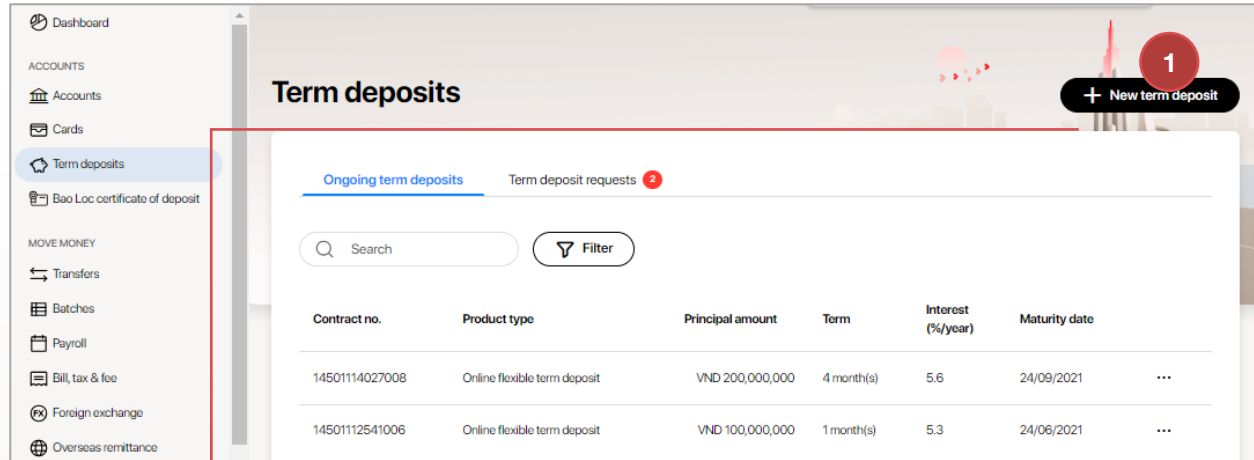 Dashboard
ACCOUNTS
Accounts
Cards
Term deposits
Bao Loc certificate of deposit
MOVE MONEY
Transfers
Batches
Payroll
Bill, tax & fee
FX Foreign exchange
Overseas remittance
Term deposits
1
+ New term deposit
Ongoing term deposits Term deposit requests 2
Search Filter
Contract no. Product type Principal amount Term Interest (%/year) Maturity date
14501114027008 Online flexible term deposit VND 200,000,000 4 month(s) 5.6 24/09/2021 ...
14501112541006 Online flexible term deposit VND 100,000,000 1 month(s) 5.3 24/06/2021 ...